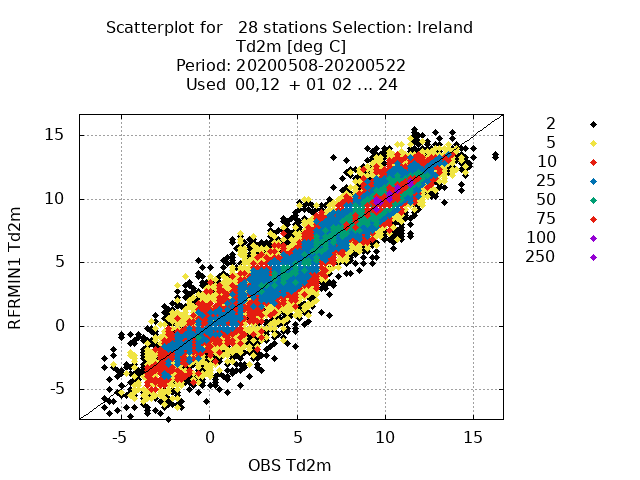 Scatterplot for   28 stations Selection: Ireland
Td2m [deg C]
Period: 20200508-20200522
Used  00,12  + 01 02 ... 24
15
10
5
0
-5
RFRMIN1 Td2m
-5 0 5 10 15
OBS Td2m
2
5
10
25
50
75
100
250